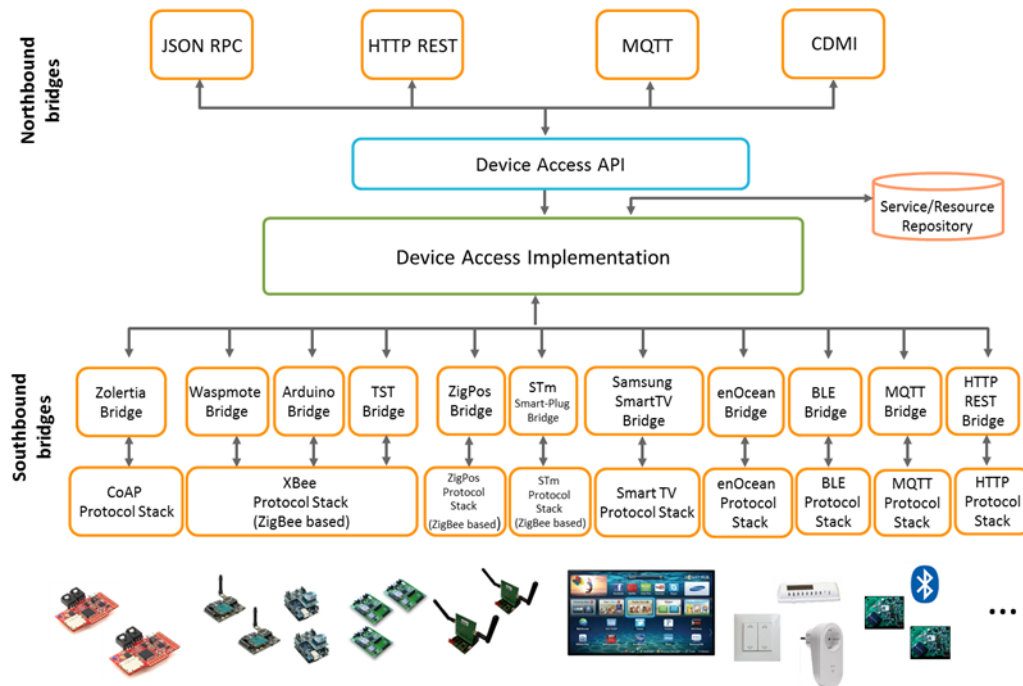 Northbound
bridges
JSON RPC
HTTP REST
MQTT
CDMI
Device Access API
Service/Resource
Repository
Device Access Implementation
Southbound
bridges
Zolertia
Bridge
Waspmote
Bridge
Arduino
Bridge
TST
Bridge
ZigPos
Bridge
STm
Smart-Plug
Bridge
Samsung
SmartTV
Bridge
enOcean
Bridge
BLE
Bridge
MQTT
Bridge
HTTP
REST
Bridge
CoAP
Protocol Stack
XBee
Protocol Stack
(ZigBee based)
ZigPos
Protocol
Stack
(ZigBee based)
STm
Protocol
Stack
(ZigBee based)
Smart TV
Protocol Stack
enOcean
Protocol
Stack
BLE
Protocol
Stack
MQTT
Protocol
Stack
HTTP
Protocol
Stack
...